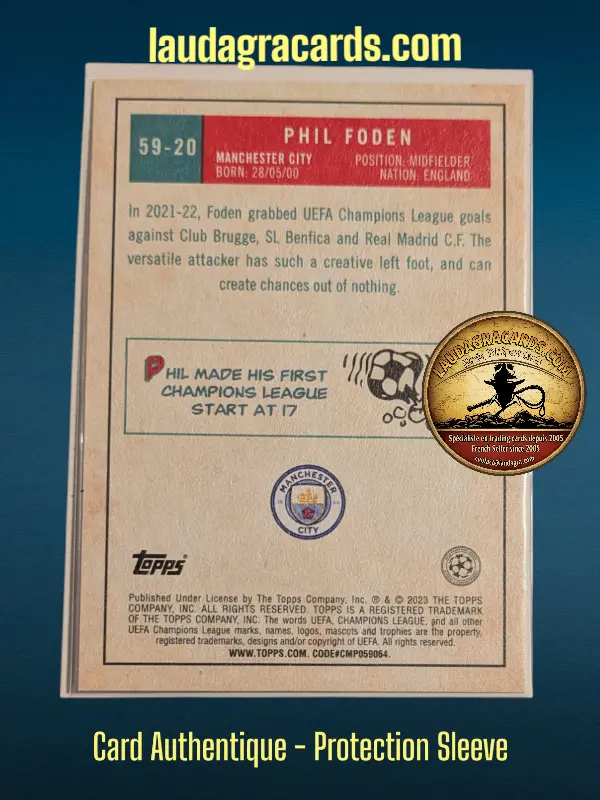 laudagracards.com
59-20
PHIL FODEN
MANCHESTER CITY
BORN: 28/05/00
POSITION: MIDFIELDER
NATION: ENGLAND
In 2021-22, Foden grabbed UEFA Champions League goals
against Club Brugge, SL Benfica and Real Madrid C.F. The
versatile attacker has such a creative left foot, and can
create chances out of nothing.
PHIL MADE HIS FIRST
CHAMPIONS LEAGUE
START AT 17
LAUDAGRACARDS.COM
Spécialiste en trading cards depuis 2005
French Seller since 2005
MANCHESTER
CITY
topps
Published Under License by The Topps Company, Inc. ® & © 2023 THE TOPPS
COMPANY, INC. ALL RIGHTS RESERVED. TOPPS IS A REGISTERED TRADEMARK
OF THE TOPPS COMPANY, INC. The words UEFA, CHAMPIONS LEAGUE, and all other
UEFA Champions League marks, names, logos, mascots and trophies are the property,
registered trademarks, designs and/or copyright of UEFA. All rights reserved.
WWW.TOPPS.COM. CODE#CMP059064.
Card Authentique - Protection Sleeve